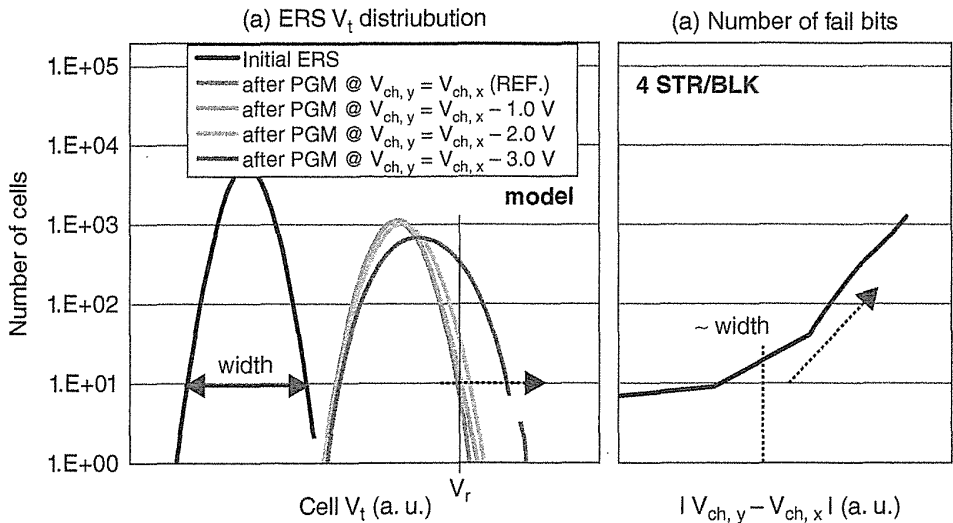 (a) ERS Vt distriubution
1.E+05
1.E+04
1.E+03
1.E+02
1.E+01
1.E+00
Number of cells
Initial ERS
after PGM @ Vch, y = Vch, x (REF.)
after PGM @ Vch, y = Vch, x – 1.0 V
after PGM @ Vch, y = Vch, x – 2.0 V
after PGM @ Vch, y = Vch, x – 3.0 V
model
width
Vr
Cell Vt (a. u.)
(a) Number of fail bits
4 STR/BLK
~ width
I Vch, y – Vch, x I (a. u.)